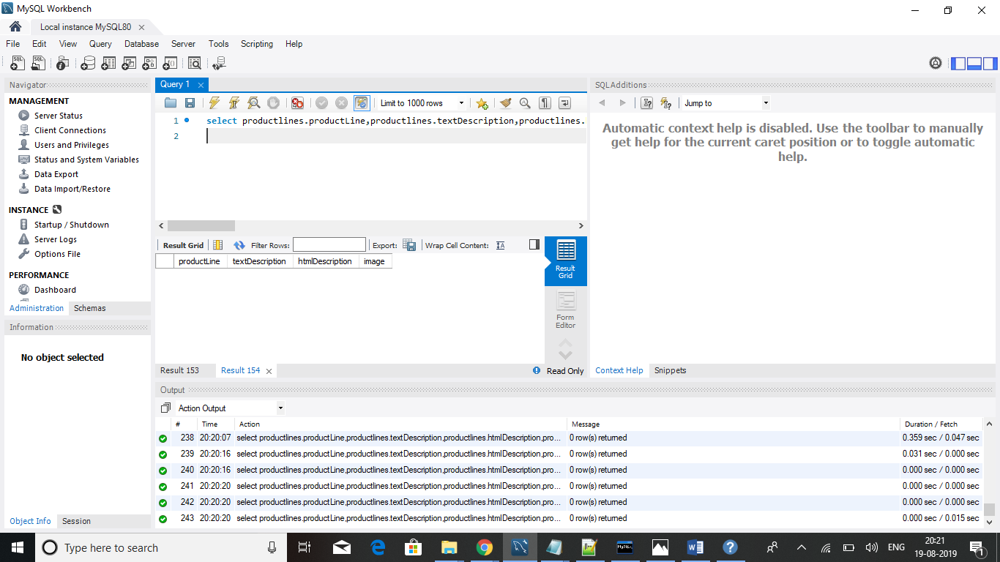 MySQL Workbench
Local instance MySQL80
File Edit View Query Database Server Tools Scripting Help
Navigator
MANAGEMENT
Server Status
Client Connections
Users and Privileges
Status and System Variables
Data Export
Data Import/Restore
INSTANCE
Startup / Shutdown
Server Logs
Options File
PERFORMANCE
Dashboard
Administration Schemas
Information
No object selected
Object Info Session
Query 1
Limit to 1000 rows
1 select productlines.productLine,productlines.textDescription,productlines.
2
Result Grid Filter Rows: Export: Wrap Cell Content:
productLine textDescription htmlDescription image
Result Grid
Form Editor
Result 153 Result 154 Read Only
SQLAdditions
Jump to
Automatic context help is disabled. Use the toolbar to manually
get help for the current caret position or to toggle automatic
help.
Context Help Snippets
Output
Action Output
# Time Action Message Duration / Fetch
238 20:20:07 select productlines.productLine,productlines.textDescription,productlines.htmlDescription,pro... 0 row(s) returned 0.359 sec / 0.047 sec
239 20:20:16 select productlines.productLine,productlines.textDescription,productlines.htmlDescription,pro... 0 row(s) returned 0.031 sec / 0.000 sec
240 20:20:16 select productlines.productLine,productlines.textDescription,productlines.htmlDescription,pro... 0 row(s) returned 0.000 sec / 0.000 sec
241 20:20:20 select productlines.productLine,productlines.textDescription,productlines.htmlDescription,pro... 0 row(s) returned 0.000 sec / 0.000 sec
242 20:20:20 select productlines.productLine,productlines.textDescription,productlines.htmlDescription,pro... 0 row(s) returned 0.000 sec / 0.000 sec
243 20:20:20 select productlines.productLine,productlines.textDescription,productlines.htmlDescription,pro... 0 row(s) returned 0.000 sec / 0.015 sec
Type here to search
ENG
20:21
19-08-2019
1